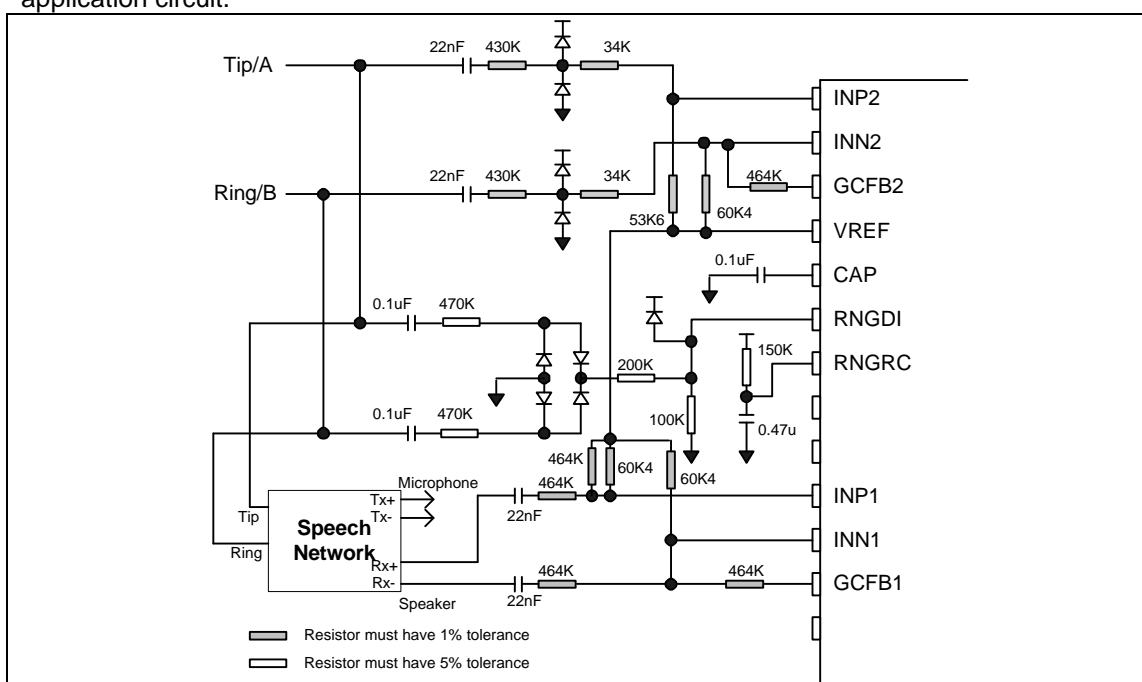 application circuit.
22nF 430K 34K
Tip/A
INP2
INN2
22nF 430K 34K 464K
Ring/B GCFB2
53K6 60K4
VREF
0.1uF
CAP
0.1uF 470K
RNGDI
150K
200K
RNGRC
0.1uF 470K
100K
0.47u
464K 60K4 60K4
Microphone 464K
Tx+
INP1
Tip Tx-
22nF
Speech
Network
INN1
Ring
Rx+
464K 464K
Rx-
GCFB1
22nF
Speaker
Resistor must have 1% tolerance
Resistor must have 5% tolerance